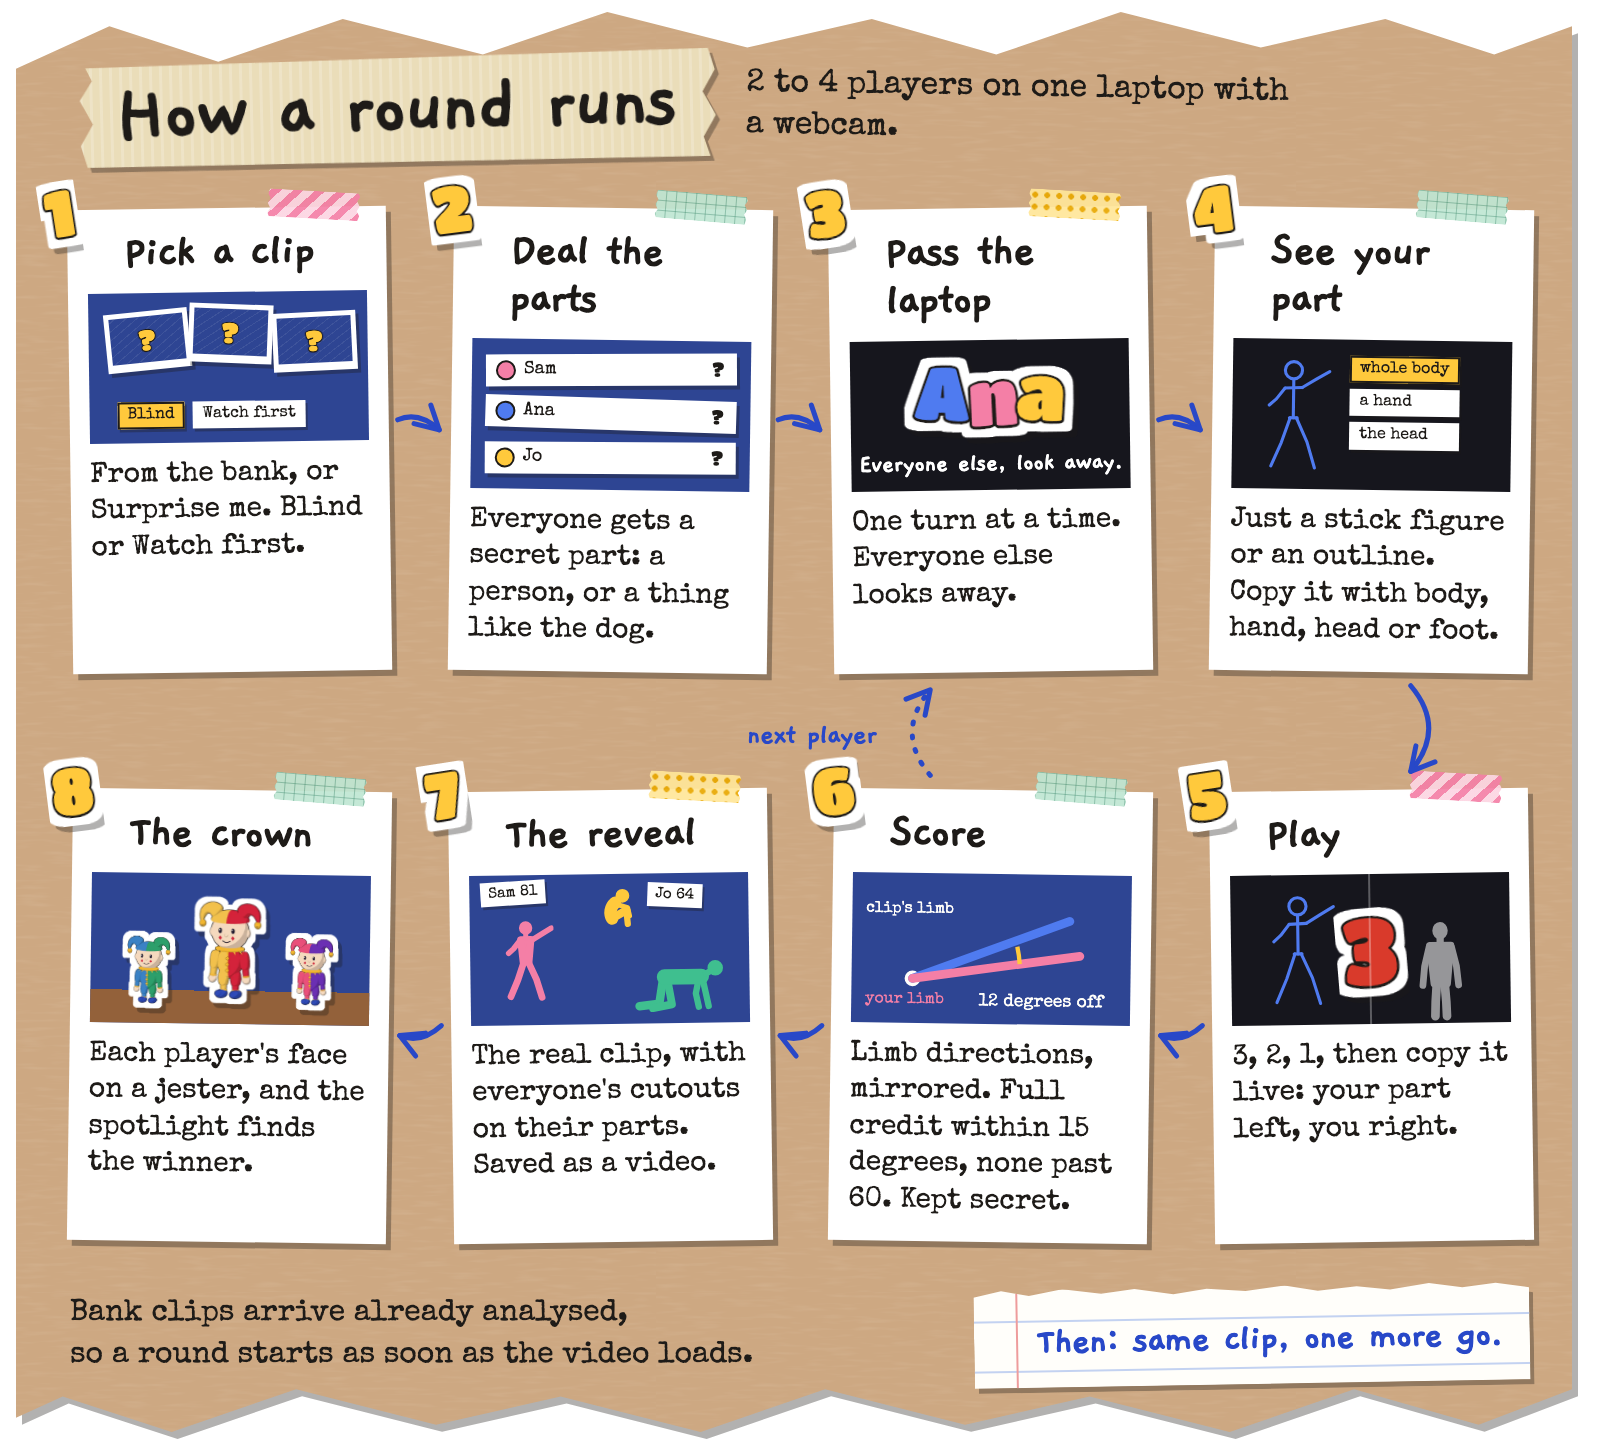 How a round runs
2 to 4 players on one laptop with
a webcam.
1
Pick a clip
? ? ?
Blind
Watch first
From the bank, or
Surprise me. Blind
or Watch first.
2
Deal the
parts
Sam ?
Ana ?
Jo ?
Everyone gets a
secret part: a
person, or a thing
like the dog.
3
Pass the
laptop
Ana
Everyone else, look away.
One turn at a time.
Everyone else
looks away.
4
See your
part
whole body
a hand
the head
Just a stick figure
or an outline.
Copy it with body,
hand, head or foot.
next player
5
Play
3
3, 2, 1, then copy it
live: your part
left, you right.
6
Score
clip's limb
your limb
12 degrees off
Limb directions,
mirrored. Full
credit within 15
degrees, none past
60. Kept secret.
7
The reveal
Sam 81
Jo 64
The real clip, with
everyone's cutouts
on their parts.
Saved as a video.
8
The crown
Each player's face
on a jester, and the
spotlight finds
the winner.
Bank clips arrive already analysed,
so a round starts as soon as the video loads.
Then: same clip, one more go.